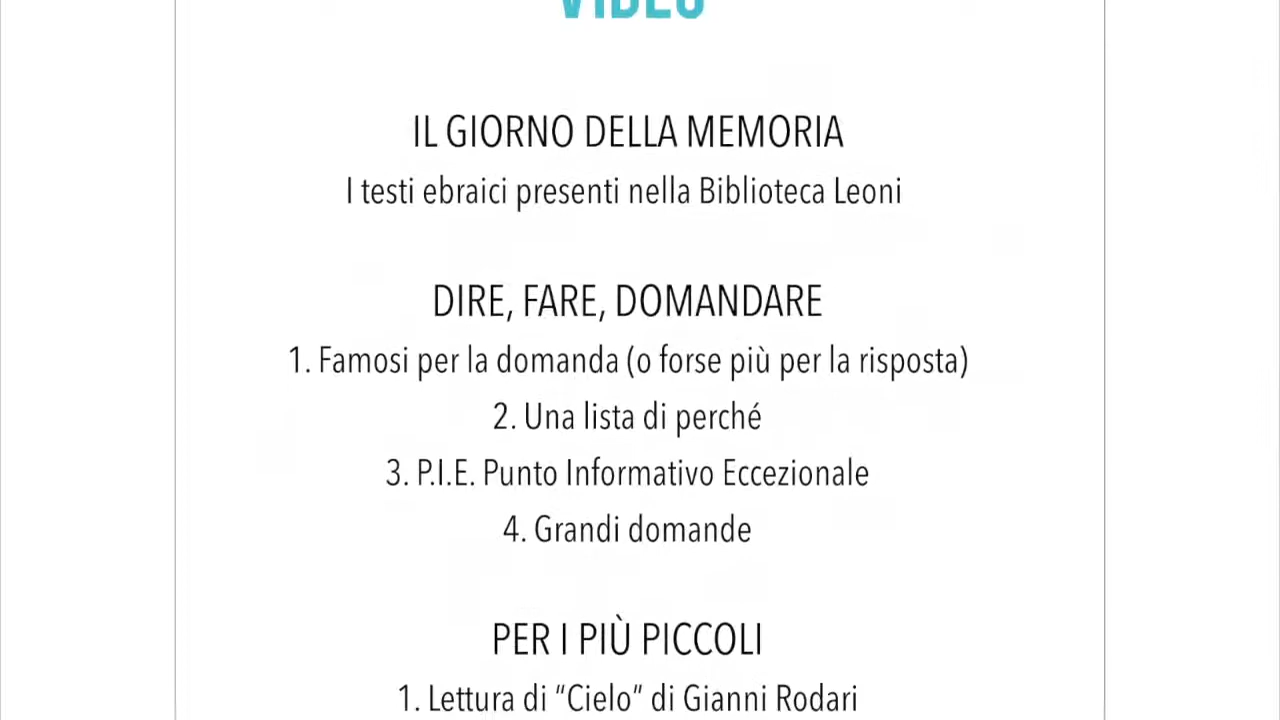 VIDEO
IL GIORNO DELLA MEMORIA
I testi ebraici presenti nella Biblioteca Leoni
DIRE, FARE, DOMANDARE
1. Famosi per la domanda (o forse più per la risposta)
2. Una lista di perché
3. P.I.E. Punto Informativo Eccezionale
4. Grandi domande
PER I PIÙ PICCOLI
1. Lettura di “Cielo” di Gianni Rodari